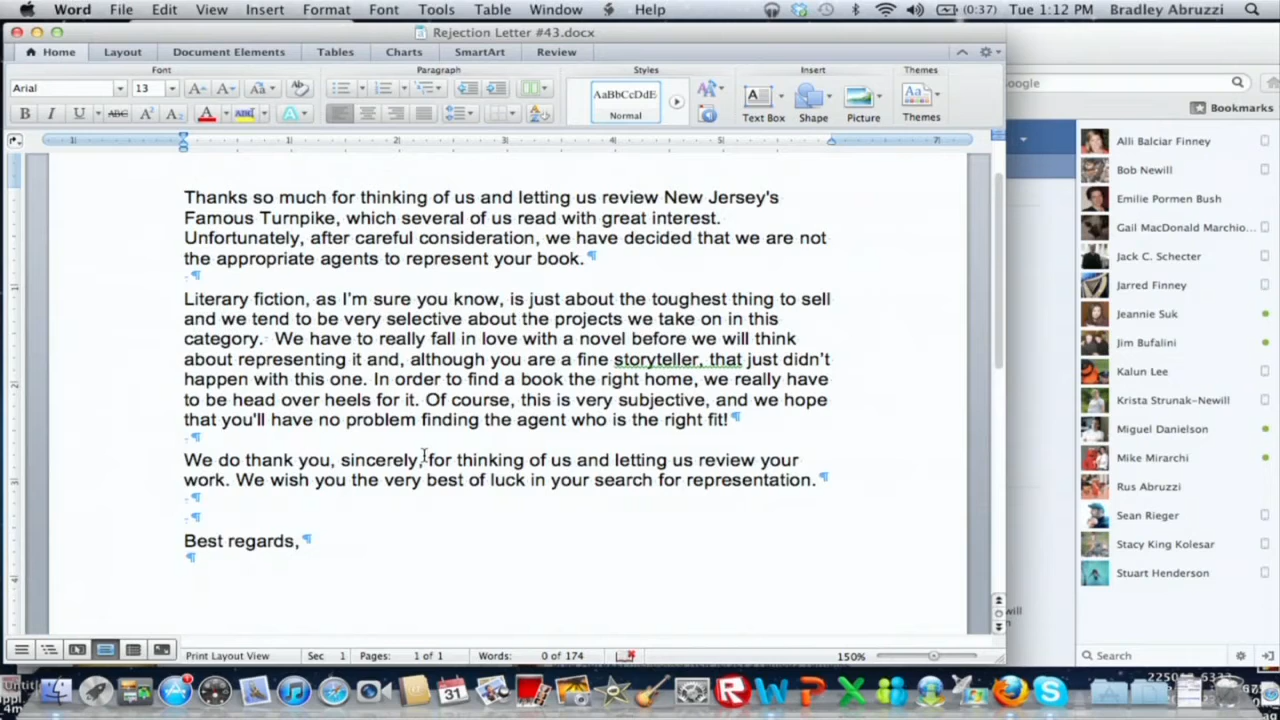 Word File Edit View Insert Format Font Tools Table Window Help (0:37) Tue 1:12 PM Bradley Abruzzi
Rejection Letter #43.docx
Home Layout Document Elements Tables Charts SmartArt Review
Font Paragraph Styles Insert Themes
Arial 13 AaBbCcDdE
B I U ABC Normal Text Box Shape Picture Themes
Bookmarks
Thanks so much for thinking of us and letting us review New Jersey's
Famous Turnpike, which several of us read with great interest.
Unfortunately, after careful consideration, we have decided that we are not
the appropriate agents to represent your book.
Literary fiction, as I'm sure you know, is just about the toughest thing to sell
and we tend to be very selective about the projects we take on in this
category. We have to really fall in love with a novel before we will think
about representing it and, although you are a fine storyteller, that just didn't
happen with this one. In order to find a book the right home, we really have
to be head over heels for it. Of course, this is very subjective, and we hope
that you'll have no problem finding the agent who is the right fit!
We do thank you, sincerely, for thinking of us and letting us review your
work. We wish you the very best of luck in your search for representation.
Best regards,
Alli Balciar Finney
Bob Newill
Emilie Pormen Bush
Gail MacDonald Marchio...
Jack C. Schecter
Jarred Finney
Jeannie Suk
Jim Bufalini
Kalun Lee
Krista Strunak-Newill
Miguel Danielson
Mike Mirarchi
Rus Abruzzi
Sean Rieger
Stacy King Kolesar
Stuart Henderson
Search
Print Layout View Sec 1 Pages: 1 of 1 Words: 0 of 174 150%